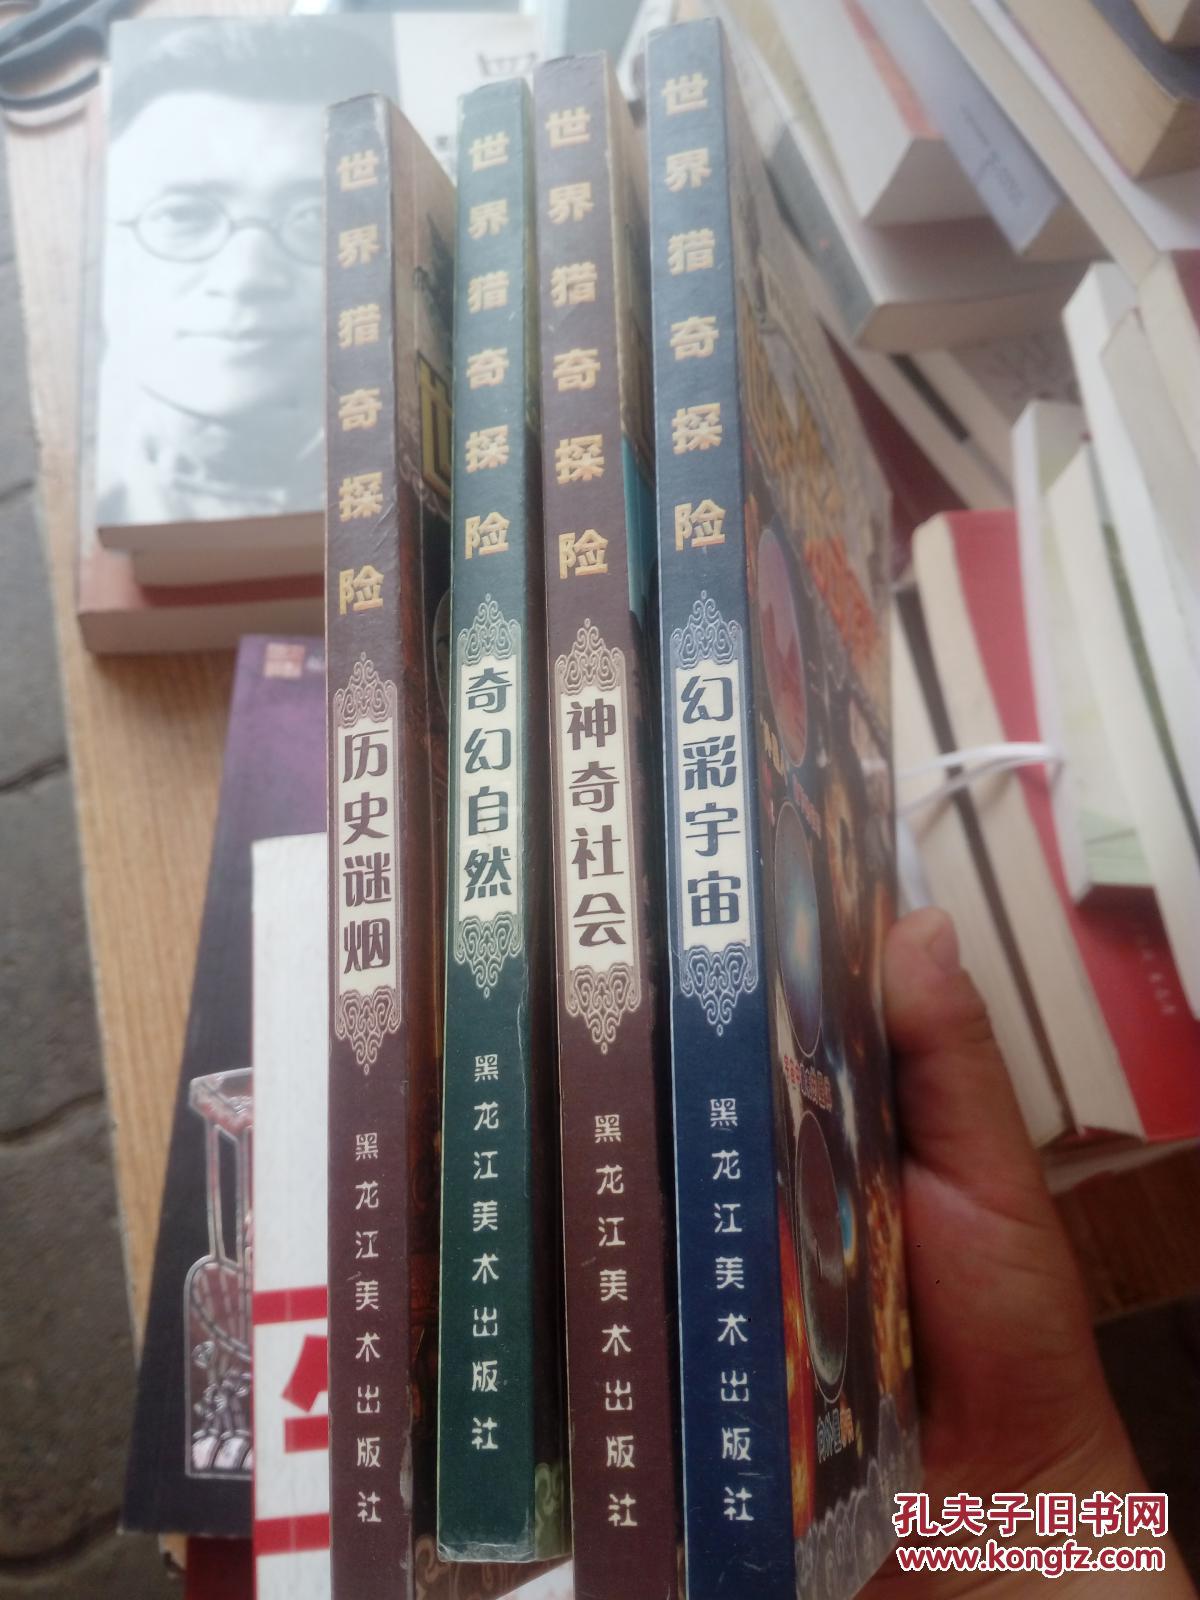 世界猎奇探险
历史谜烟
黑龙江美术出版社
世界猎奇探险
奇幻自然
黑龙江美术出版社
世界猎奇探险
神奇社会
黑龙江美术出版社
世界猎奇探险
幻彩宇宙
黑龙江美术出版社
世
孔夫子旧书网
www.kongfz.com